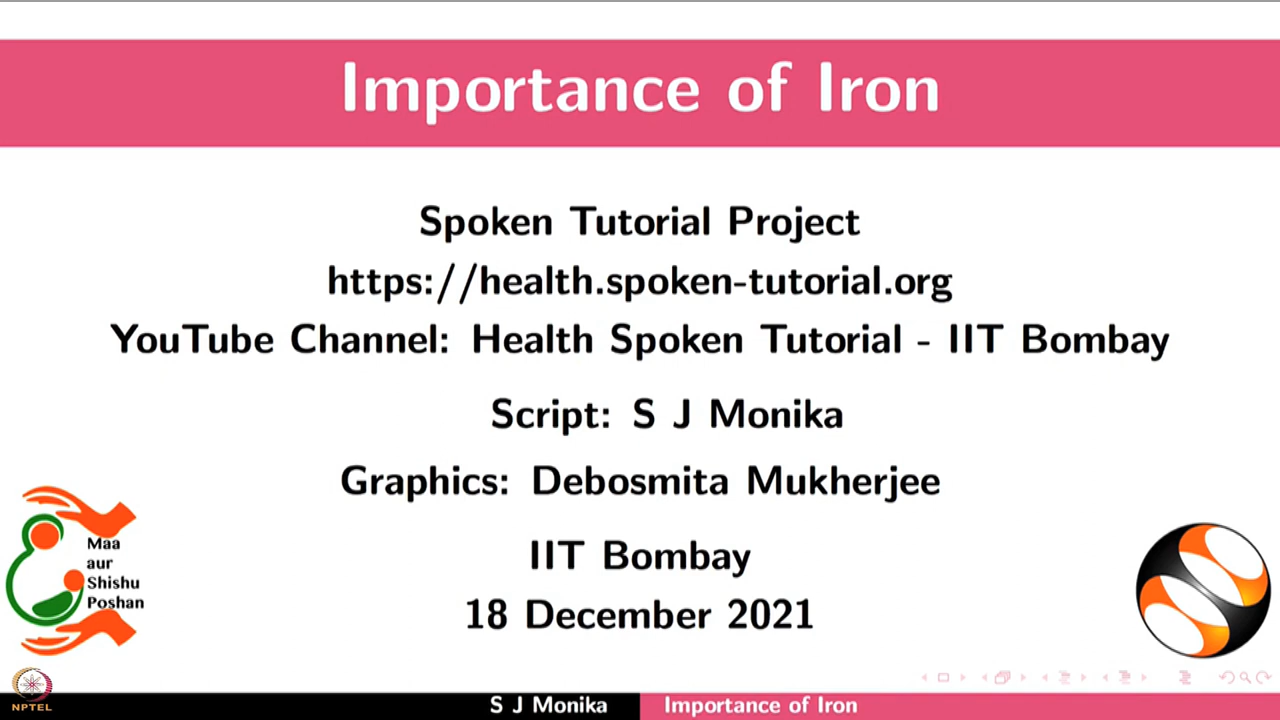 Importance of Iron
Spoken Tutorial Project
https://health.spoken-tutorial.org
YouTube Channel: Health Spoken Tutorial - IIT Bombay
Script: S J Monika
Graphics: Debosmita Mukherjee
IIT Bombay
18 December 2021
Maa
aur
Shishu
Poshan
NPTEL
S J Monika
Importance of Iron